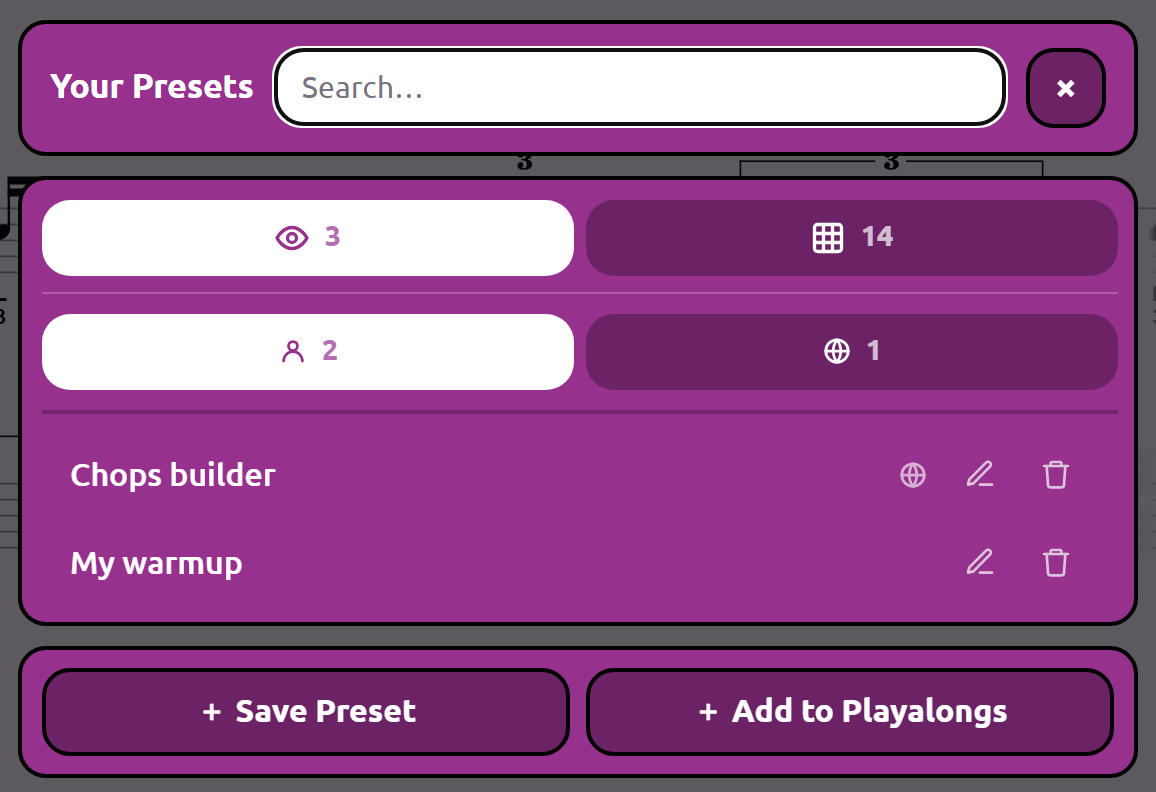 Your Presets
Search...
×
3
3
3
14
2
1
Chops builder
My warmup
+ Save Preset
+ Add to Playalongs